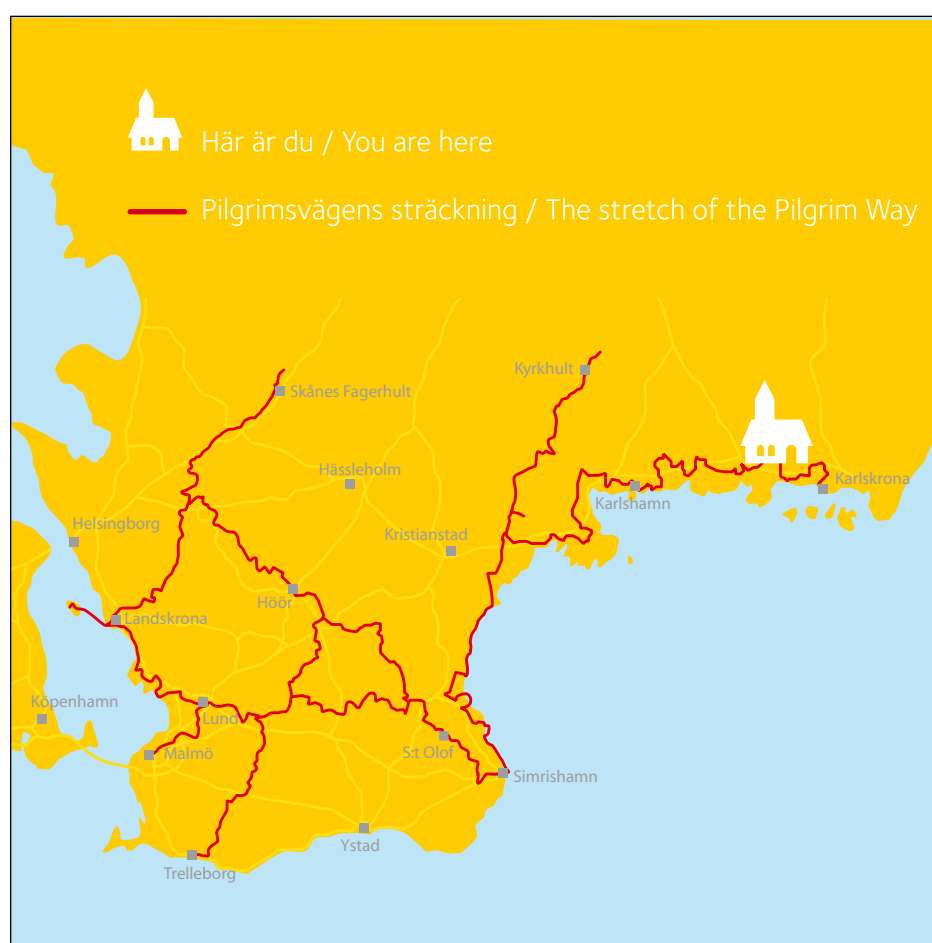 Här är du / You are here
Pilgrimsvägens sträckning / The stretch of the Pilgrim Way
Kyrkhult
Skånes Fagerhult
Hässleholm
Karlskrona
Karlshamn
Helsingborg
Kristianstad
Höör
Landskrona
Köpenhamn
Lund
Malmö
S:t Olof
Simrishamn
Ystad
Trelleborg